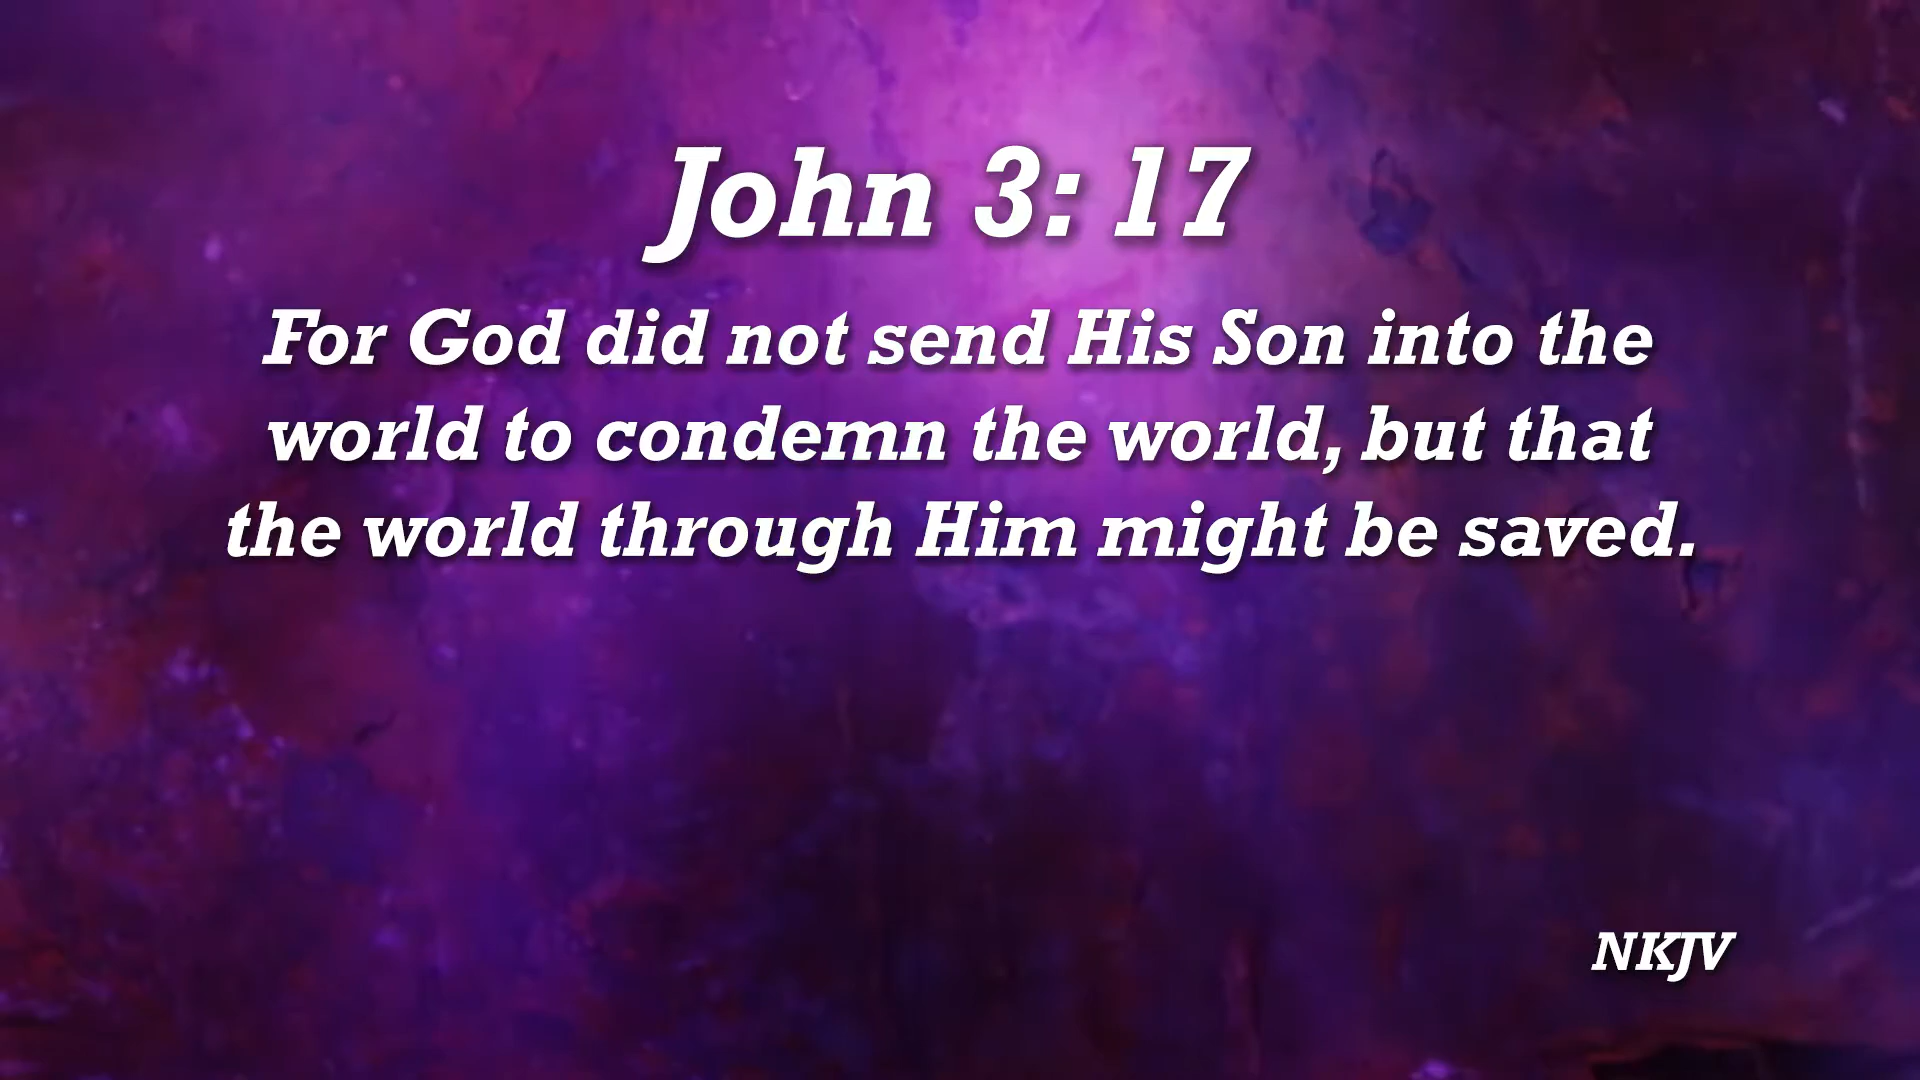 John 3: 17
For God did not send His Son into the
world to condemn the world, but that
the world through Him might be saved.
NKJV